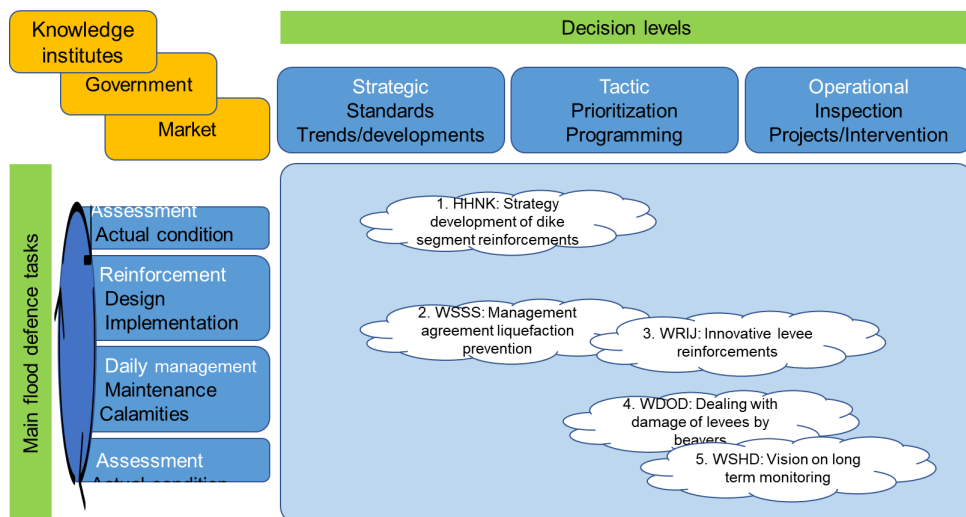 Knowledge
institutes
Government
Market
Decision levels
Strategic
Standards
Trends/developments
Tactic
Prioritization
Programming
Operational
Inspection
Projects/Intervention
Main flood defence tasks
Assessment
Actual condition
Reinforcement
Design
Implementation
Daily management
Maintenance
Calamities
Assessment
Actual condition
1. HHNK: Strategy
development of dike
segment reinforcements
2. WSSS: Management
agreement liquefaction
prevention
3. WRIJ: Innovative levee
reinforcements
4. WDOD: Dealing with
damage of levees by
beavers
5. WSHD: Vision on long
term monitoring